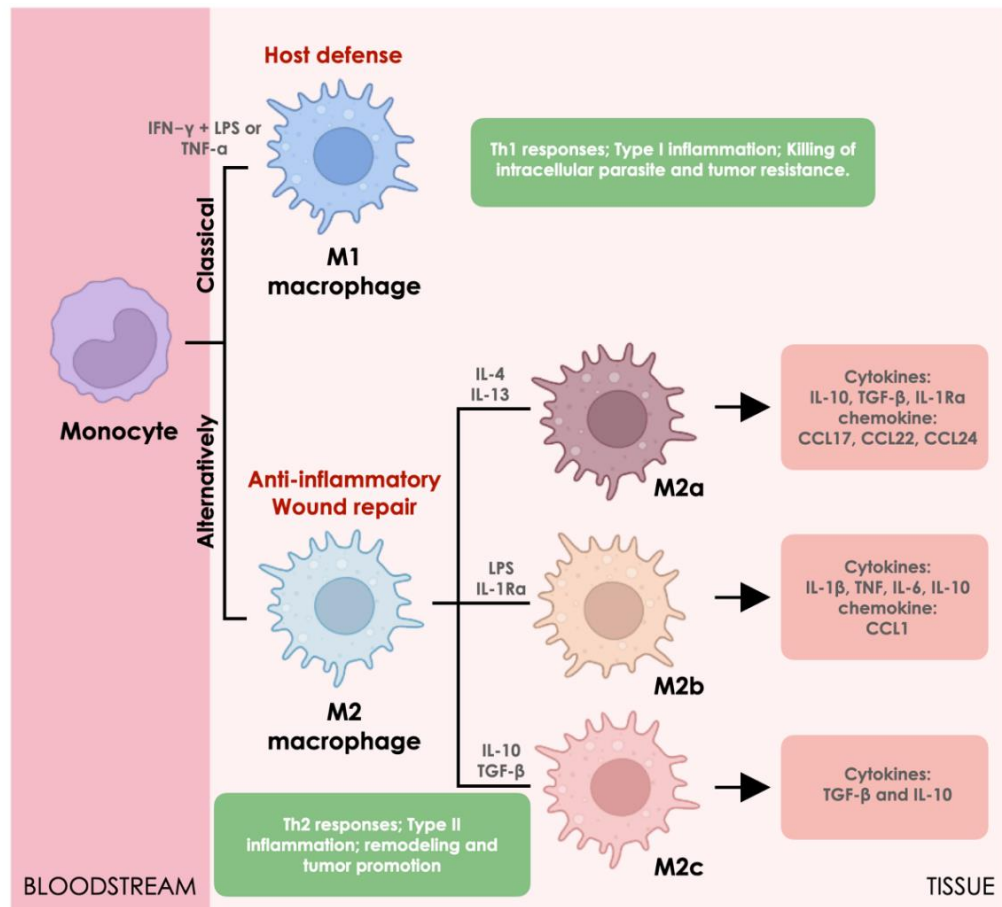 Host defense
IFN–γ + LPS or
TNF-a
Classical
M1
macrophage
Th1 responses; Type I inflammation; Killing of
intracellular parasite and tumor resistance.
Monocyte
Alternatively
Anti-inflammatory
Wound repair
M2
macrophage
IL-4
IL-13
M2a
Cytokines:
IL-10, TGF-β, IL-1Ra
chemokine:
CCL17, CCL22, CCL24
LPS
IL-1Ra
M2b
Cytokines:
IL-1β, TNF, IL-6, IL-10
chemokine:
CCL1
IL-10
TGF-β
M2c
Cytokines:
TGF-β and IL-10
Th2 responses; Type II
inflammation; remodeling and
tumor promotion
BLOODSTREAM
TISSUE